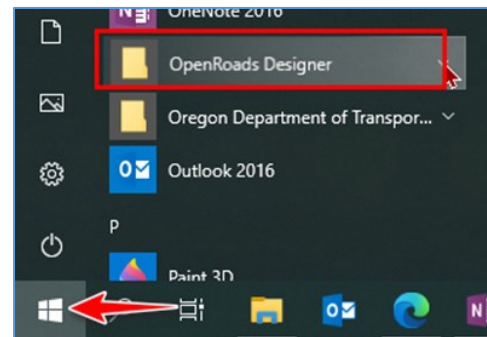 OneNote 2016
OpenRoads Designer
Oregon Department of Transpor...
Outlook 2016
P
Paint 3D